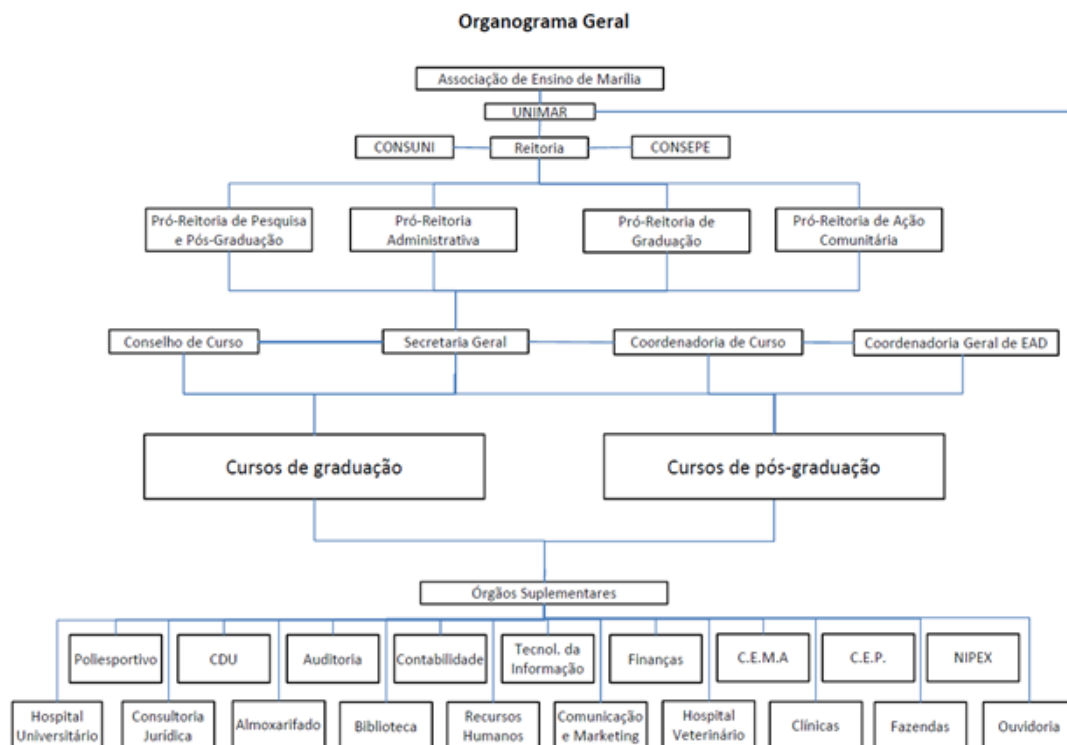 Organograma Geral
Associação de Ensino de Marília
UNIMAR
CONSUNI
Reitoria
CONSEPE
Pró-Reitoria de Pesquisa
e Pós-Graduação
Pró-Reitoria
Administrativa
Pró-Reitoria de
Graduação
Pró-Reitoria de Ação
Comunitária
Conselho de Curso
Secretaria Geral
Coordenadoria de Curso
Coordenadoria Geral de EAD
Cursos de graduação
Cursos de pós-graduação
Órgãos Suplementares
Poliesportivo
CDU
Auditoria
Contabilidade
Tecnol. da
Informação
Finanças
C.E.M.A
C.E.P.
NIPEX
Hospital
Universitário
Consultoria
Jurídica
Almoxarifado
Biblioteca
Recursos
Humanos
Comunicação
e Marketing
Hospital
Veterinário
Clínicas
Fazendas
Ouvidoria